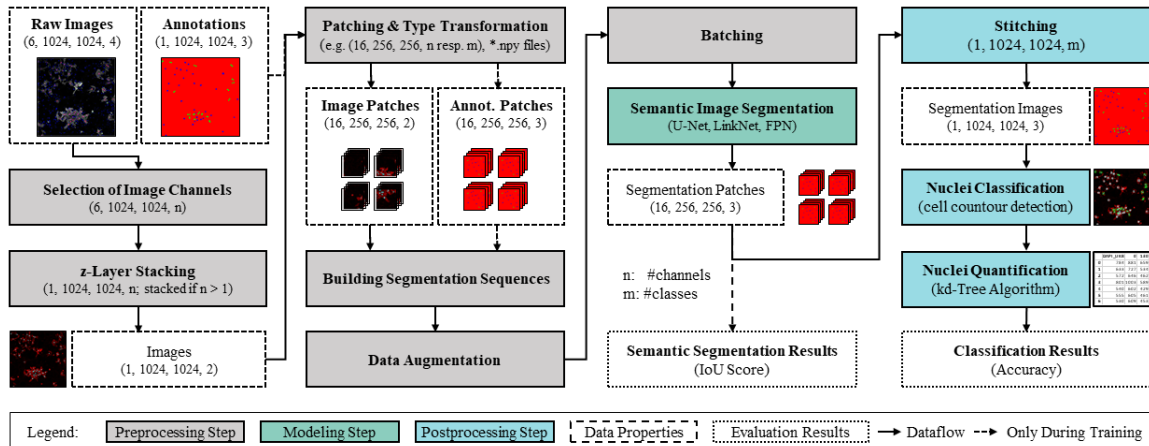 Raw Images
(6, 1024, 1024, 4)
Annotations
(1, 1024, 1024, 3)
Selection of Image Channels
(6, 1024, 1024, n)
z-Layer Stacking
(1, 1024, 1024, n; stacked if n > 1)
Images
(1, 1024, 1024, 2)
Patching & Type Transformation
(e.g. (16, 256, 256, n resp. m), *.npy files)
Image Patches
(16, 256, 256, 2)
Annot. Patches
(16, 256, 256, 3)
Building Segmentation Sequences
Data Augmentation
Batching
Semantic Image Segmentation
(U-Net, LinkNet, FPN)
Segmentation Patches
(16, 256, 256, 3)
n: #channels
m: #classes
Semantic Segmentation Results
(IoU Score)
Stitching
(1, 1024, 1024, m)
Segmentation Images
(1, 1024, 1024, 3)
Nuclei Classification
(cell countour detection)
Nuclei Quantification
(kd-Tree Algorithm)
Classification Results
(Accuracy)
Legend:
Preprocessing Step
Modeling Step
Postprocessing Step
Data Properties
Evaluation Results
Dataflow
Only During Training